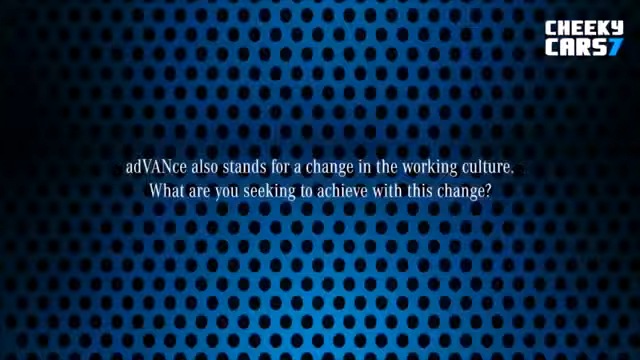 CHEEKY
CARS7
adVANce also stands for a change in the working culture.
What are you seeking to achieve with this change?